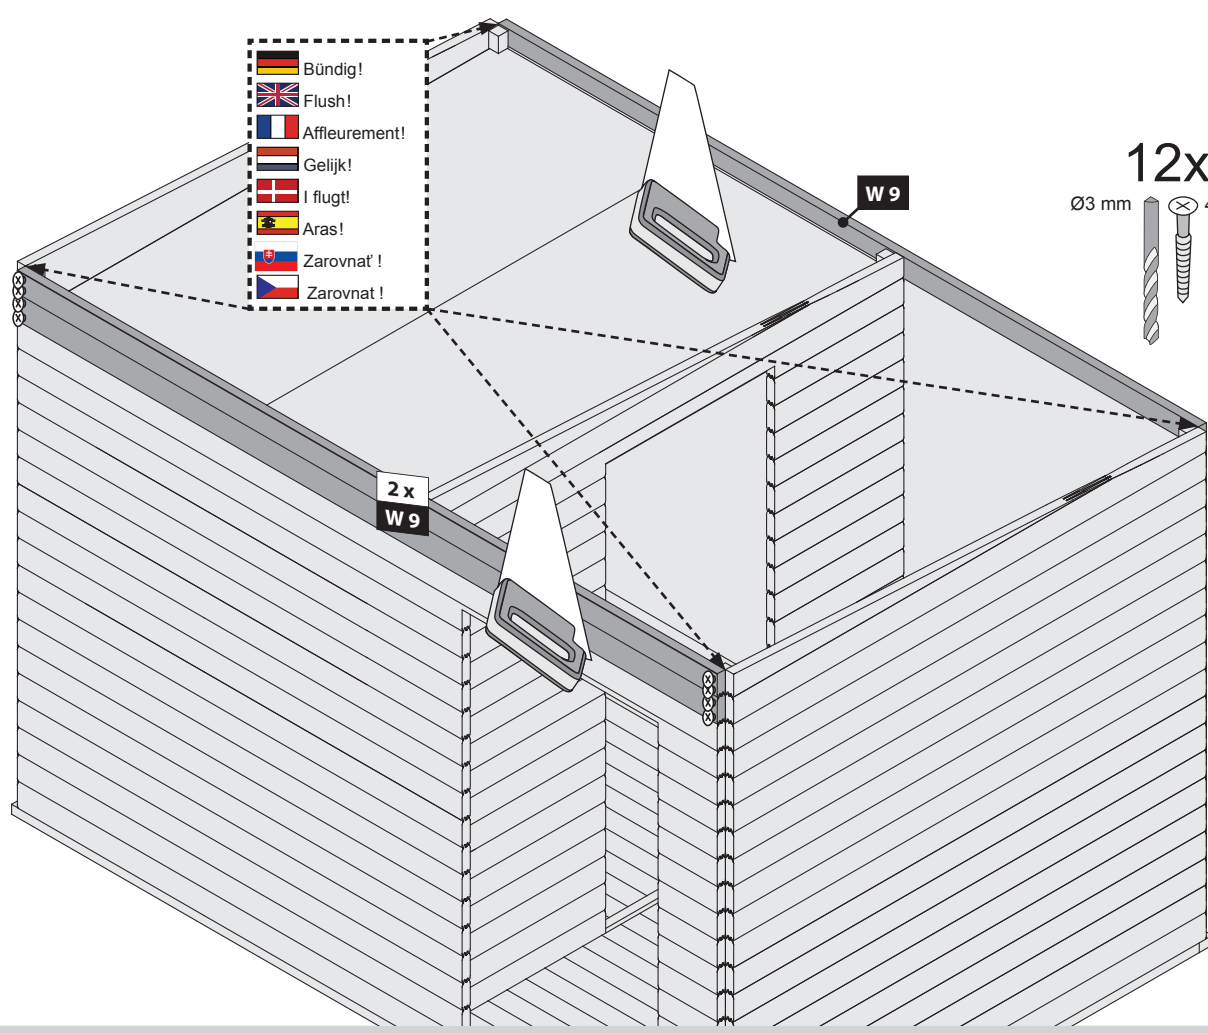 Bündig!
Flush!
Affleurement!
Gelijk!
I flugt!
Aras!
Zarovnať !
Zarovnat !
12x
Ø3 mm
W 9
2 x
W 9